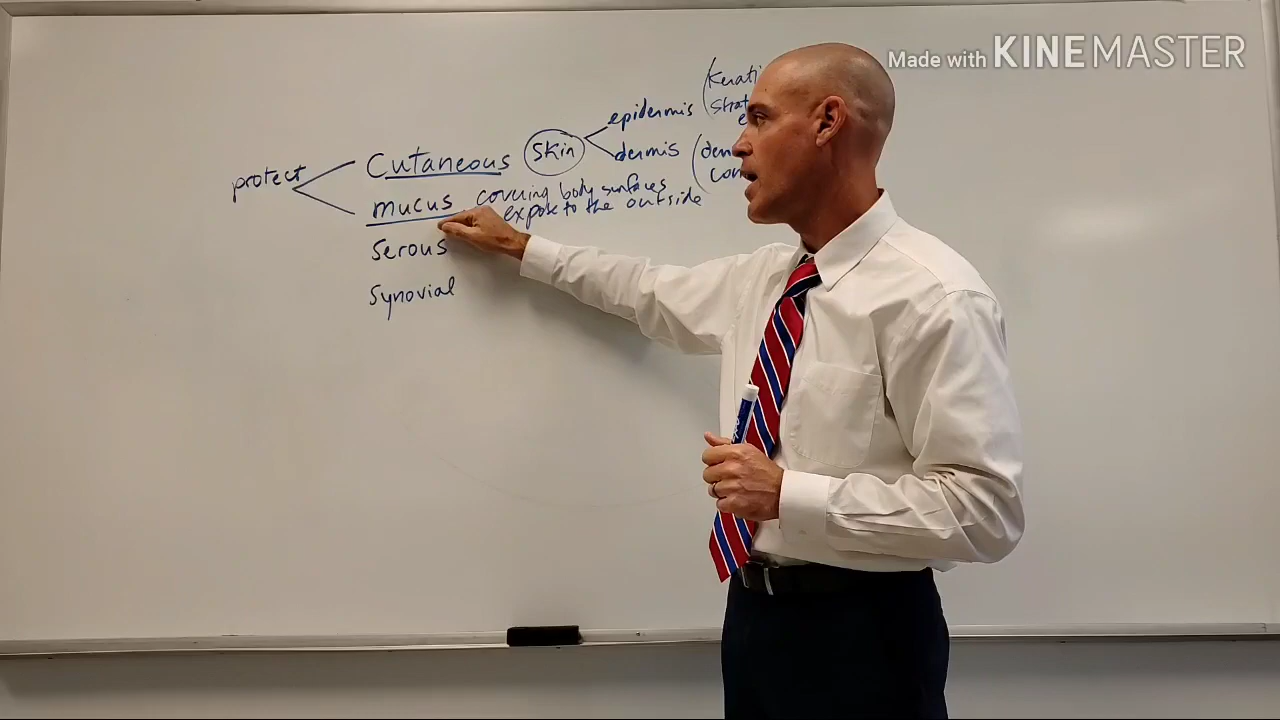 Made with KINEMASTER
epidermis
protect
Cutaneous skin
dermis
mucus covering body surfaces
expose to the outside
serous
synovial